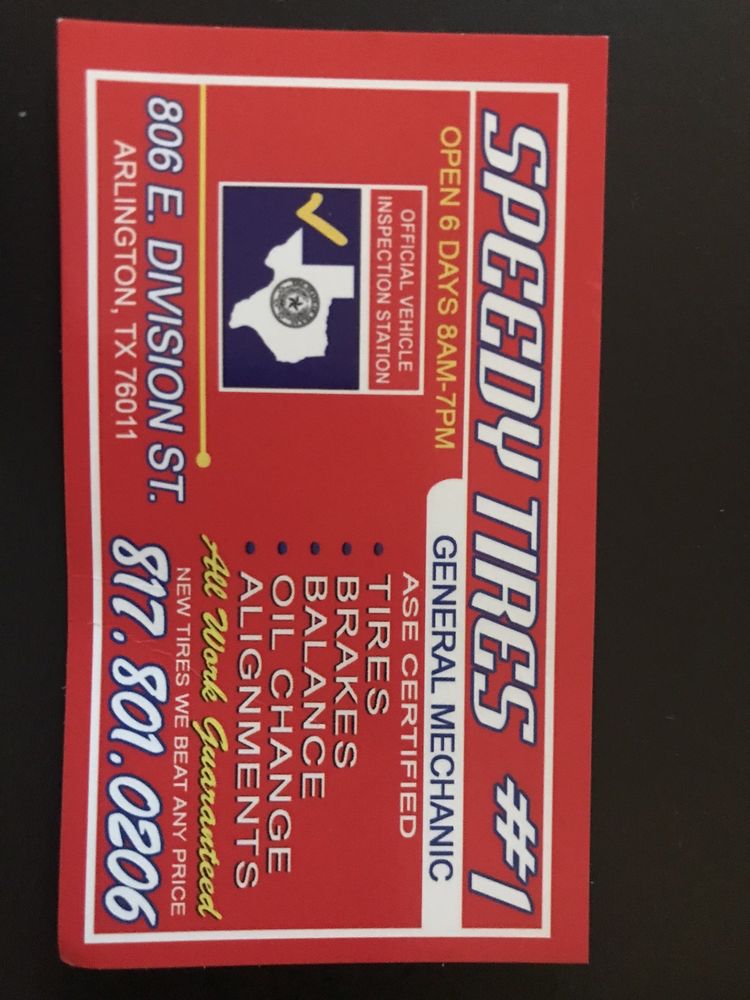 SPEEDY TIRES #1
OPEN 6 DAYS 8AM-7PM
GENERAL MECHANIC
OFFICIAL VEHICLE
INSPECTION STATION
ASE CERTIFIED
• TIRES
• BRAKES
• BALANCE
• OIL CHANGE
• ALIGNMENTS
All Work Guaranteed
NEW TIRES WE BEAT ANY PRICE
806 E. DIVISION ST.
ARLINGTON, TX 76011
817.801.0206